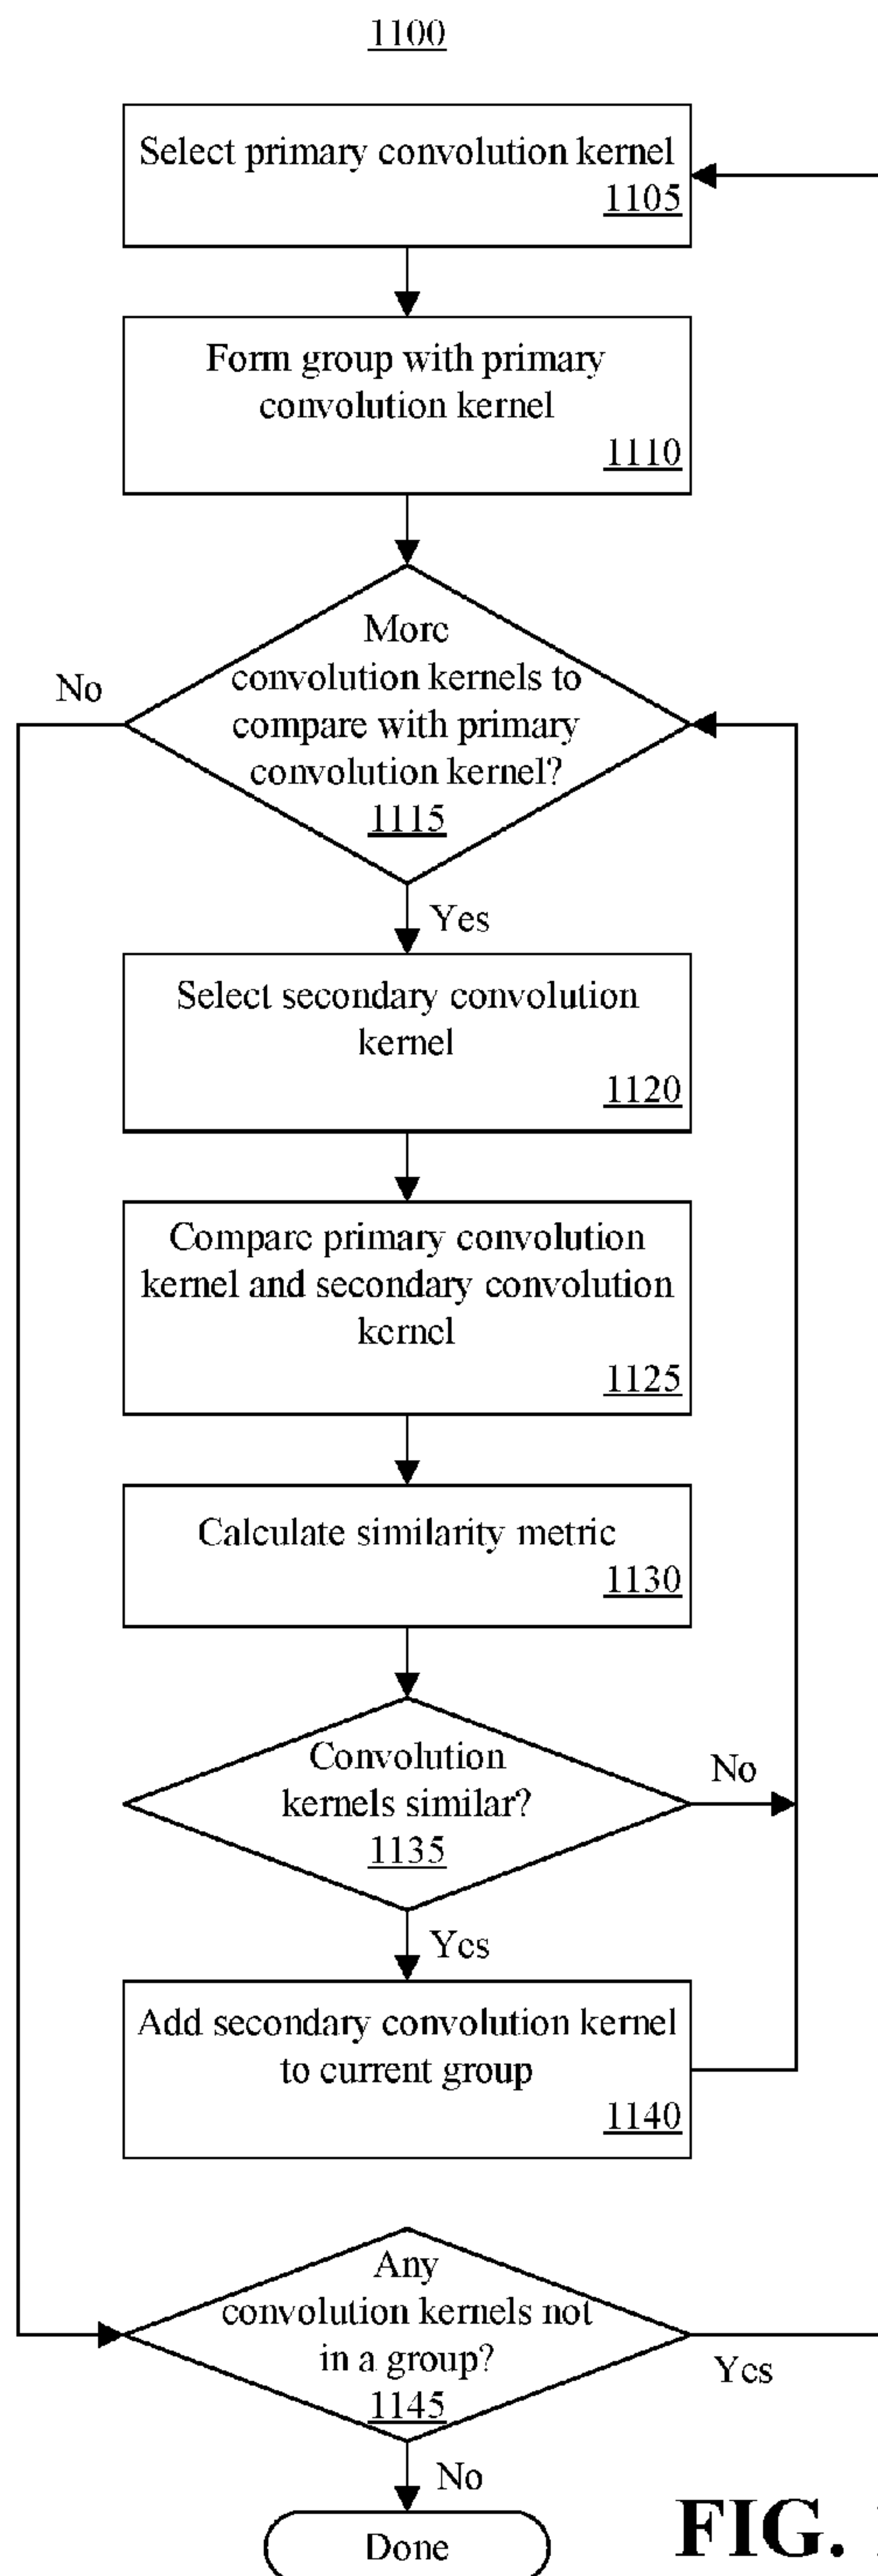 1100
Select primary convolution kernel
1105
Form group with primary
convolution kernel
1110
More
convolution kernels to
compare with primary
convolution kernel?
1115
No
Yes
Select secondary convolution
kernel
1120
Compare primary convolution
kernel and secondary convolution
kernel
1125
Calculate similarity metric
1130
Convolution
kernels similar?
1135
No
Yes
Add secondary convolution kernel
to current group
1140
Any
convolution kernels not
in a group?
1145
Yes
No
Done
FIG.